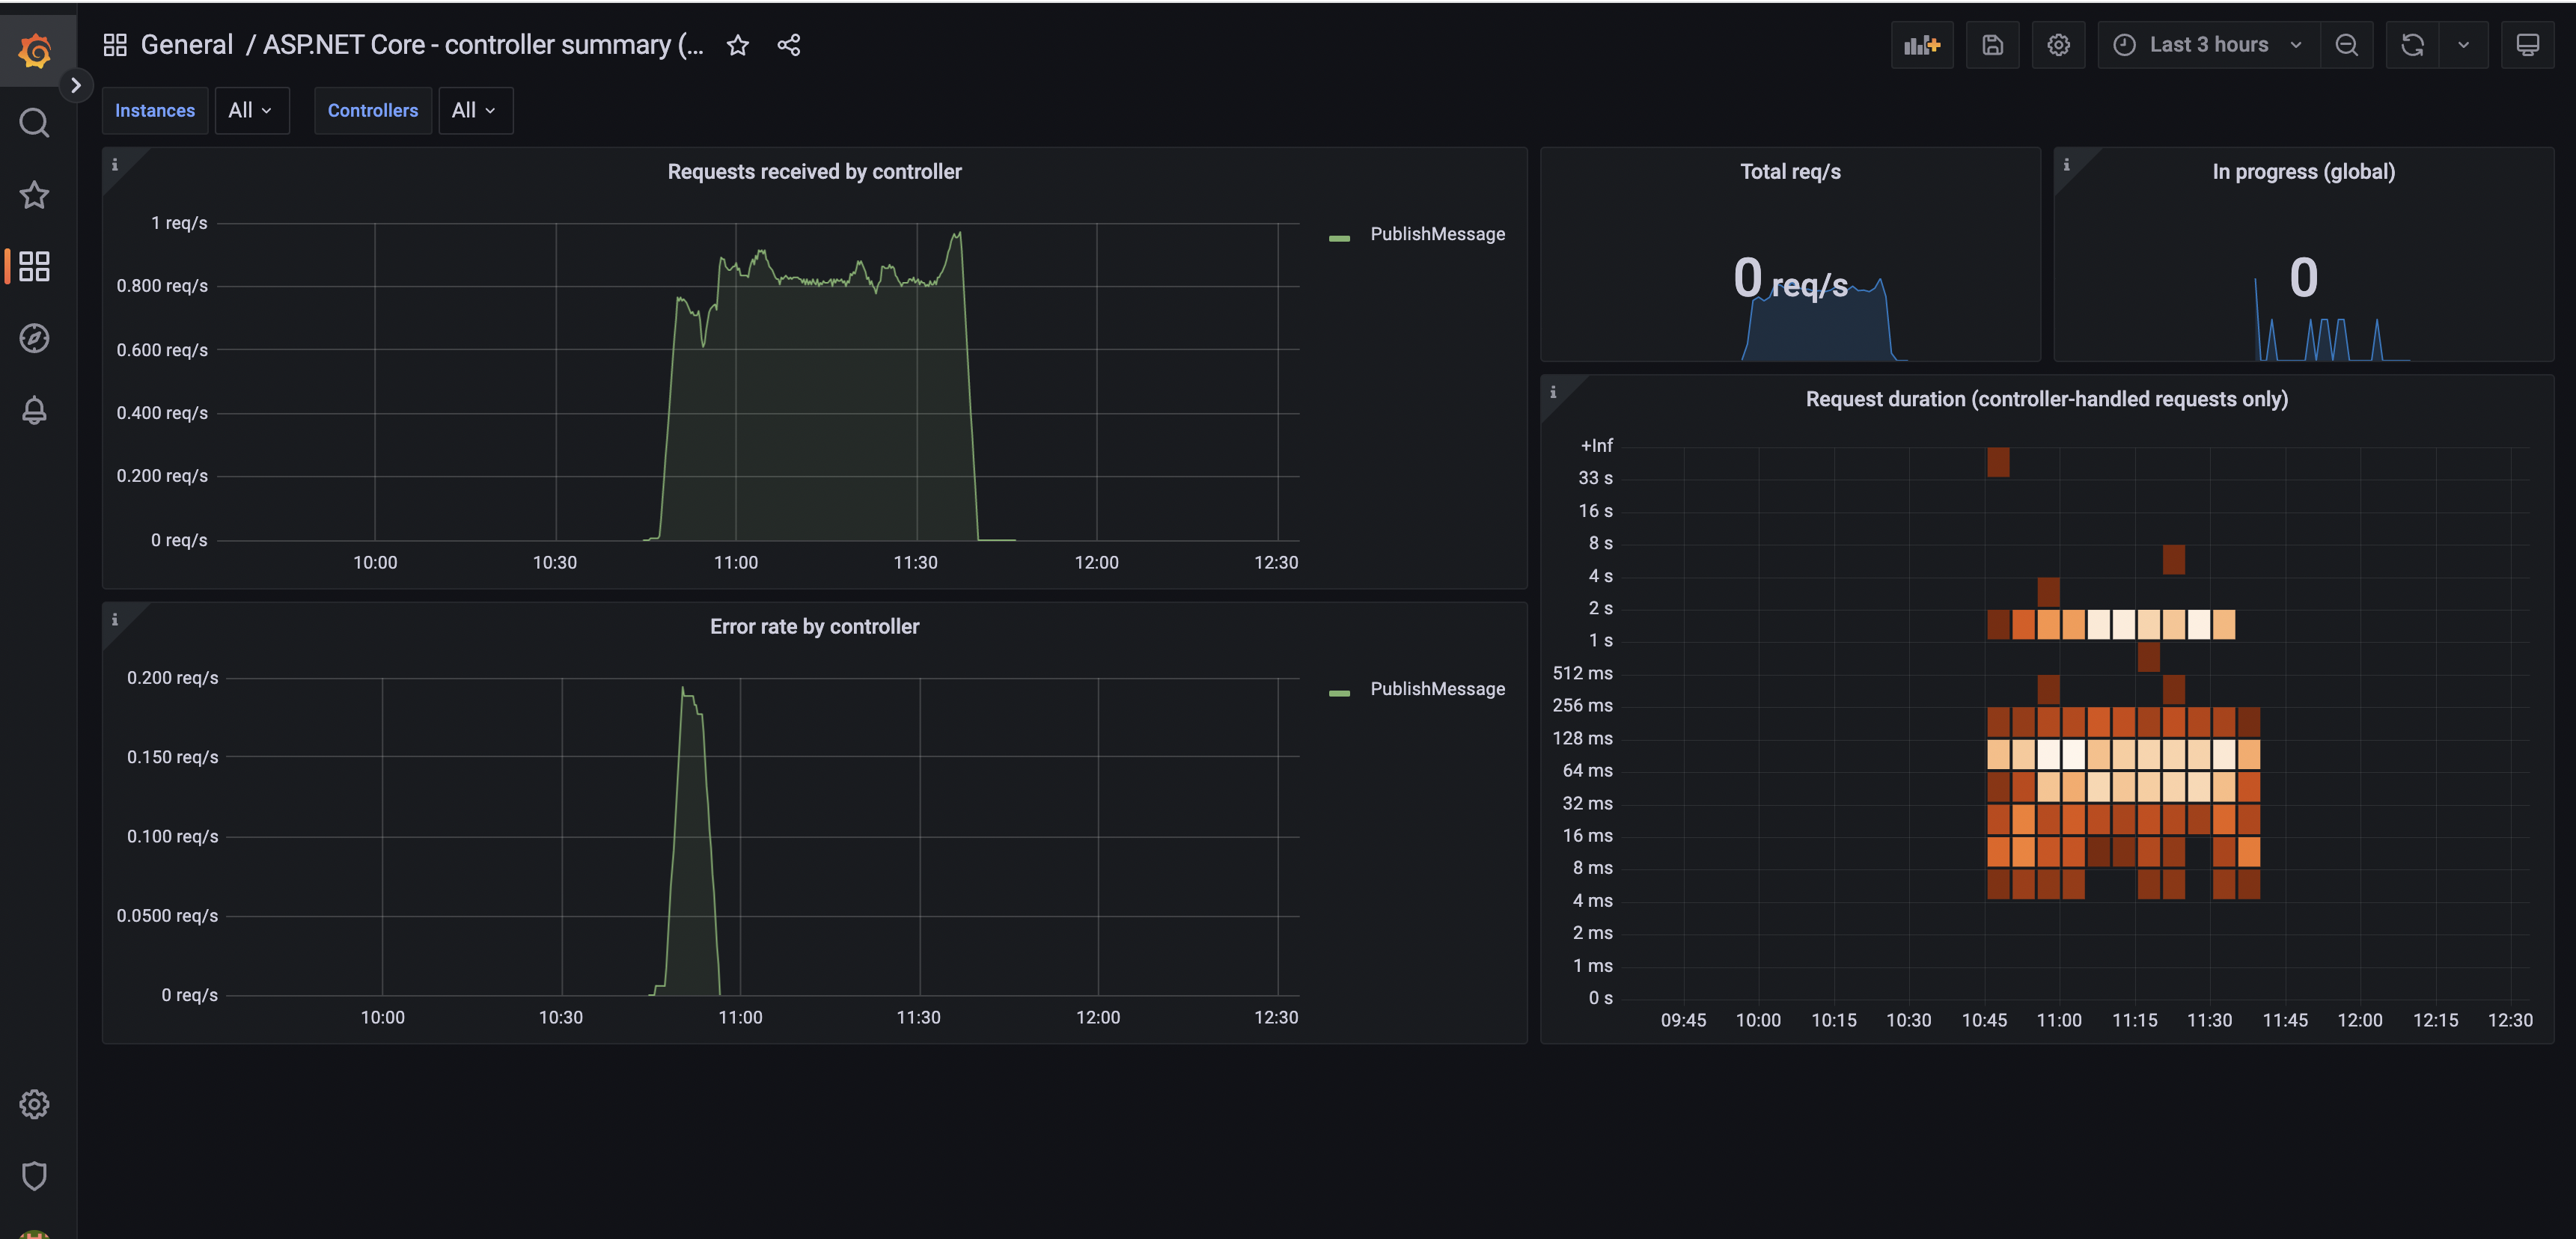 General / ASP.NET Core - controller summary (...
Last 3 hours
Instances All Controllers All
Requests received by controller
1 req/s
0.800 req/s
0.600 req/s
0.400 req/s
0.200 req/s
0 req/s
10:00 10:30 11:00 11:30 12:00 12:30
PublishMessage
Total req/s
0 req/s
In progress (global)
0
Error rate by controller
0.200 req/s
0.150 req/s
0.100 req/s
0.0500 req/s
0 req/s
10:00 10:30 11:00 11:30 12:00 12:30
PublishMessage
Request duration (controller-handled requests only)
+Inf
33 s
16 s
8 s
4 s
2 s
1 s
512 ms
256 ms
128 ms
64 ms
32 ms
16 ms
8 ms
4 ms
2 ms
1 ms
0 s
09:45 10:00 10:15 10:30 10:45 11:00 11:15 11:30 11:45 12:00 12:15 12:30